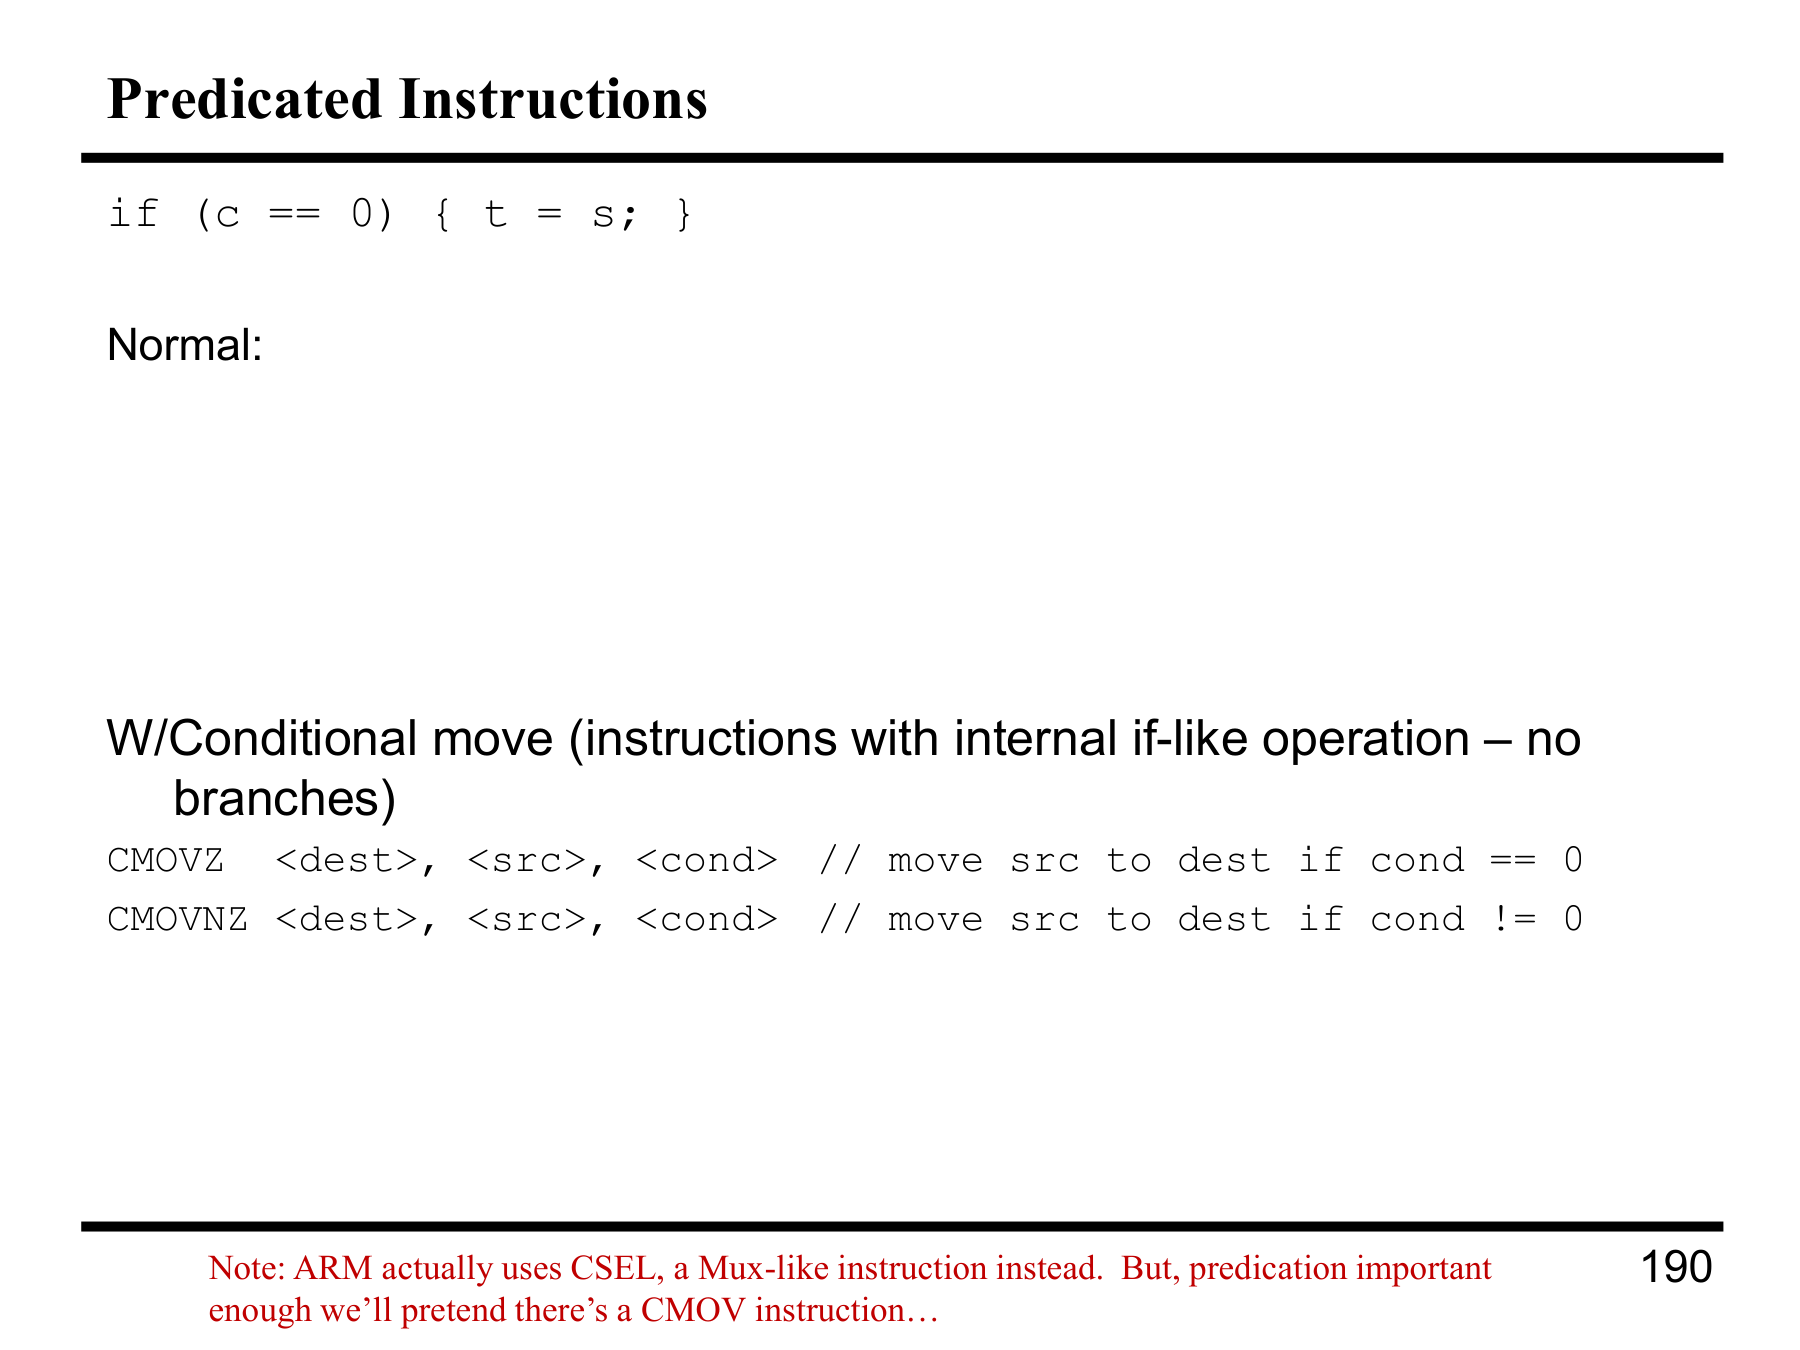 Predicated Instructions
if (c == 0) { t = s; }
Normal:
W/Conditional move (instructions with internal if-like operation – no
branches)
CMOVZ  <dest>, <src>, <cond>  // move src to dest if cond == 0
CMOVNZ <dest>, <src>, <cond>  // move src to dest if cond != 0
Note: ARM actually uses CSEL, a Mux-like instruction instead.  But, predication important
enough we’ll pretend there’s a CMOV instruction…
190